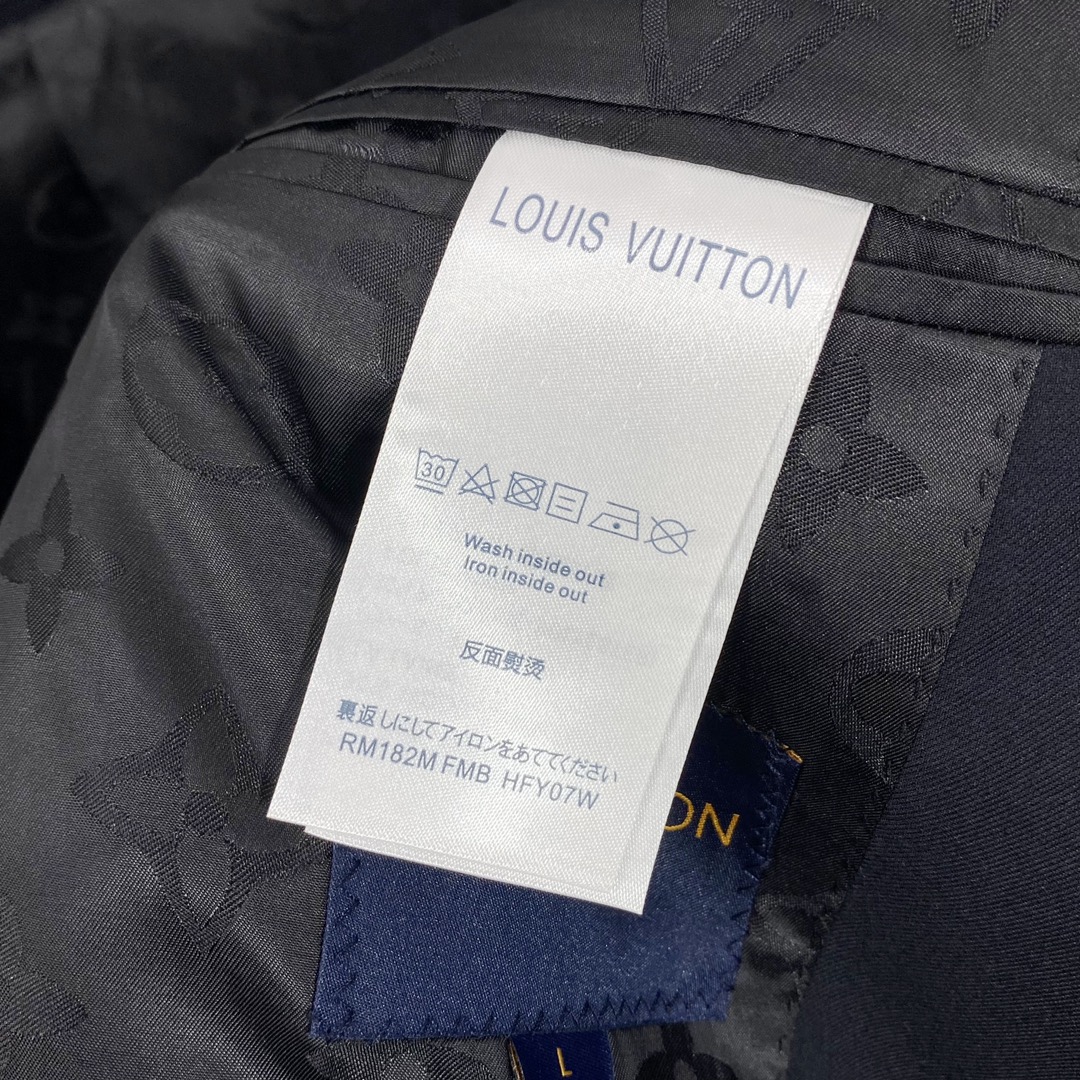 LOUIS VUITTON
30
Wash inside out
Iron inside out
反面熨烫
裏返しにしてアイロンをあててください
RM182M FMB HFY07W
ON
L